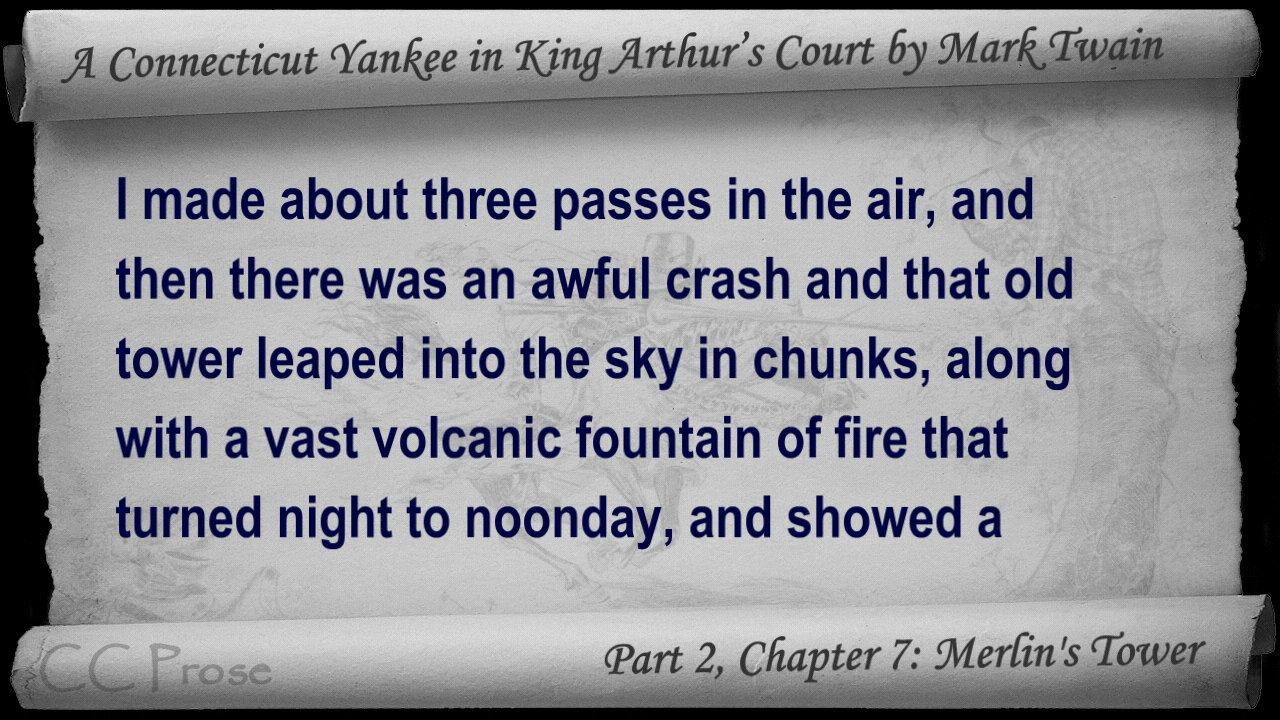 A Connecticut Yankee in King Arthur's Court by Mark Twain
I made about three passes in the air, and
then there was an awful crash and that old
tower leaped into the sky in chunks, along
with a vast volcanic fountain of fire that
turned night to noonday, and showed a
CC Prose
Part 2, Chapter 7: Merlin's Tower